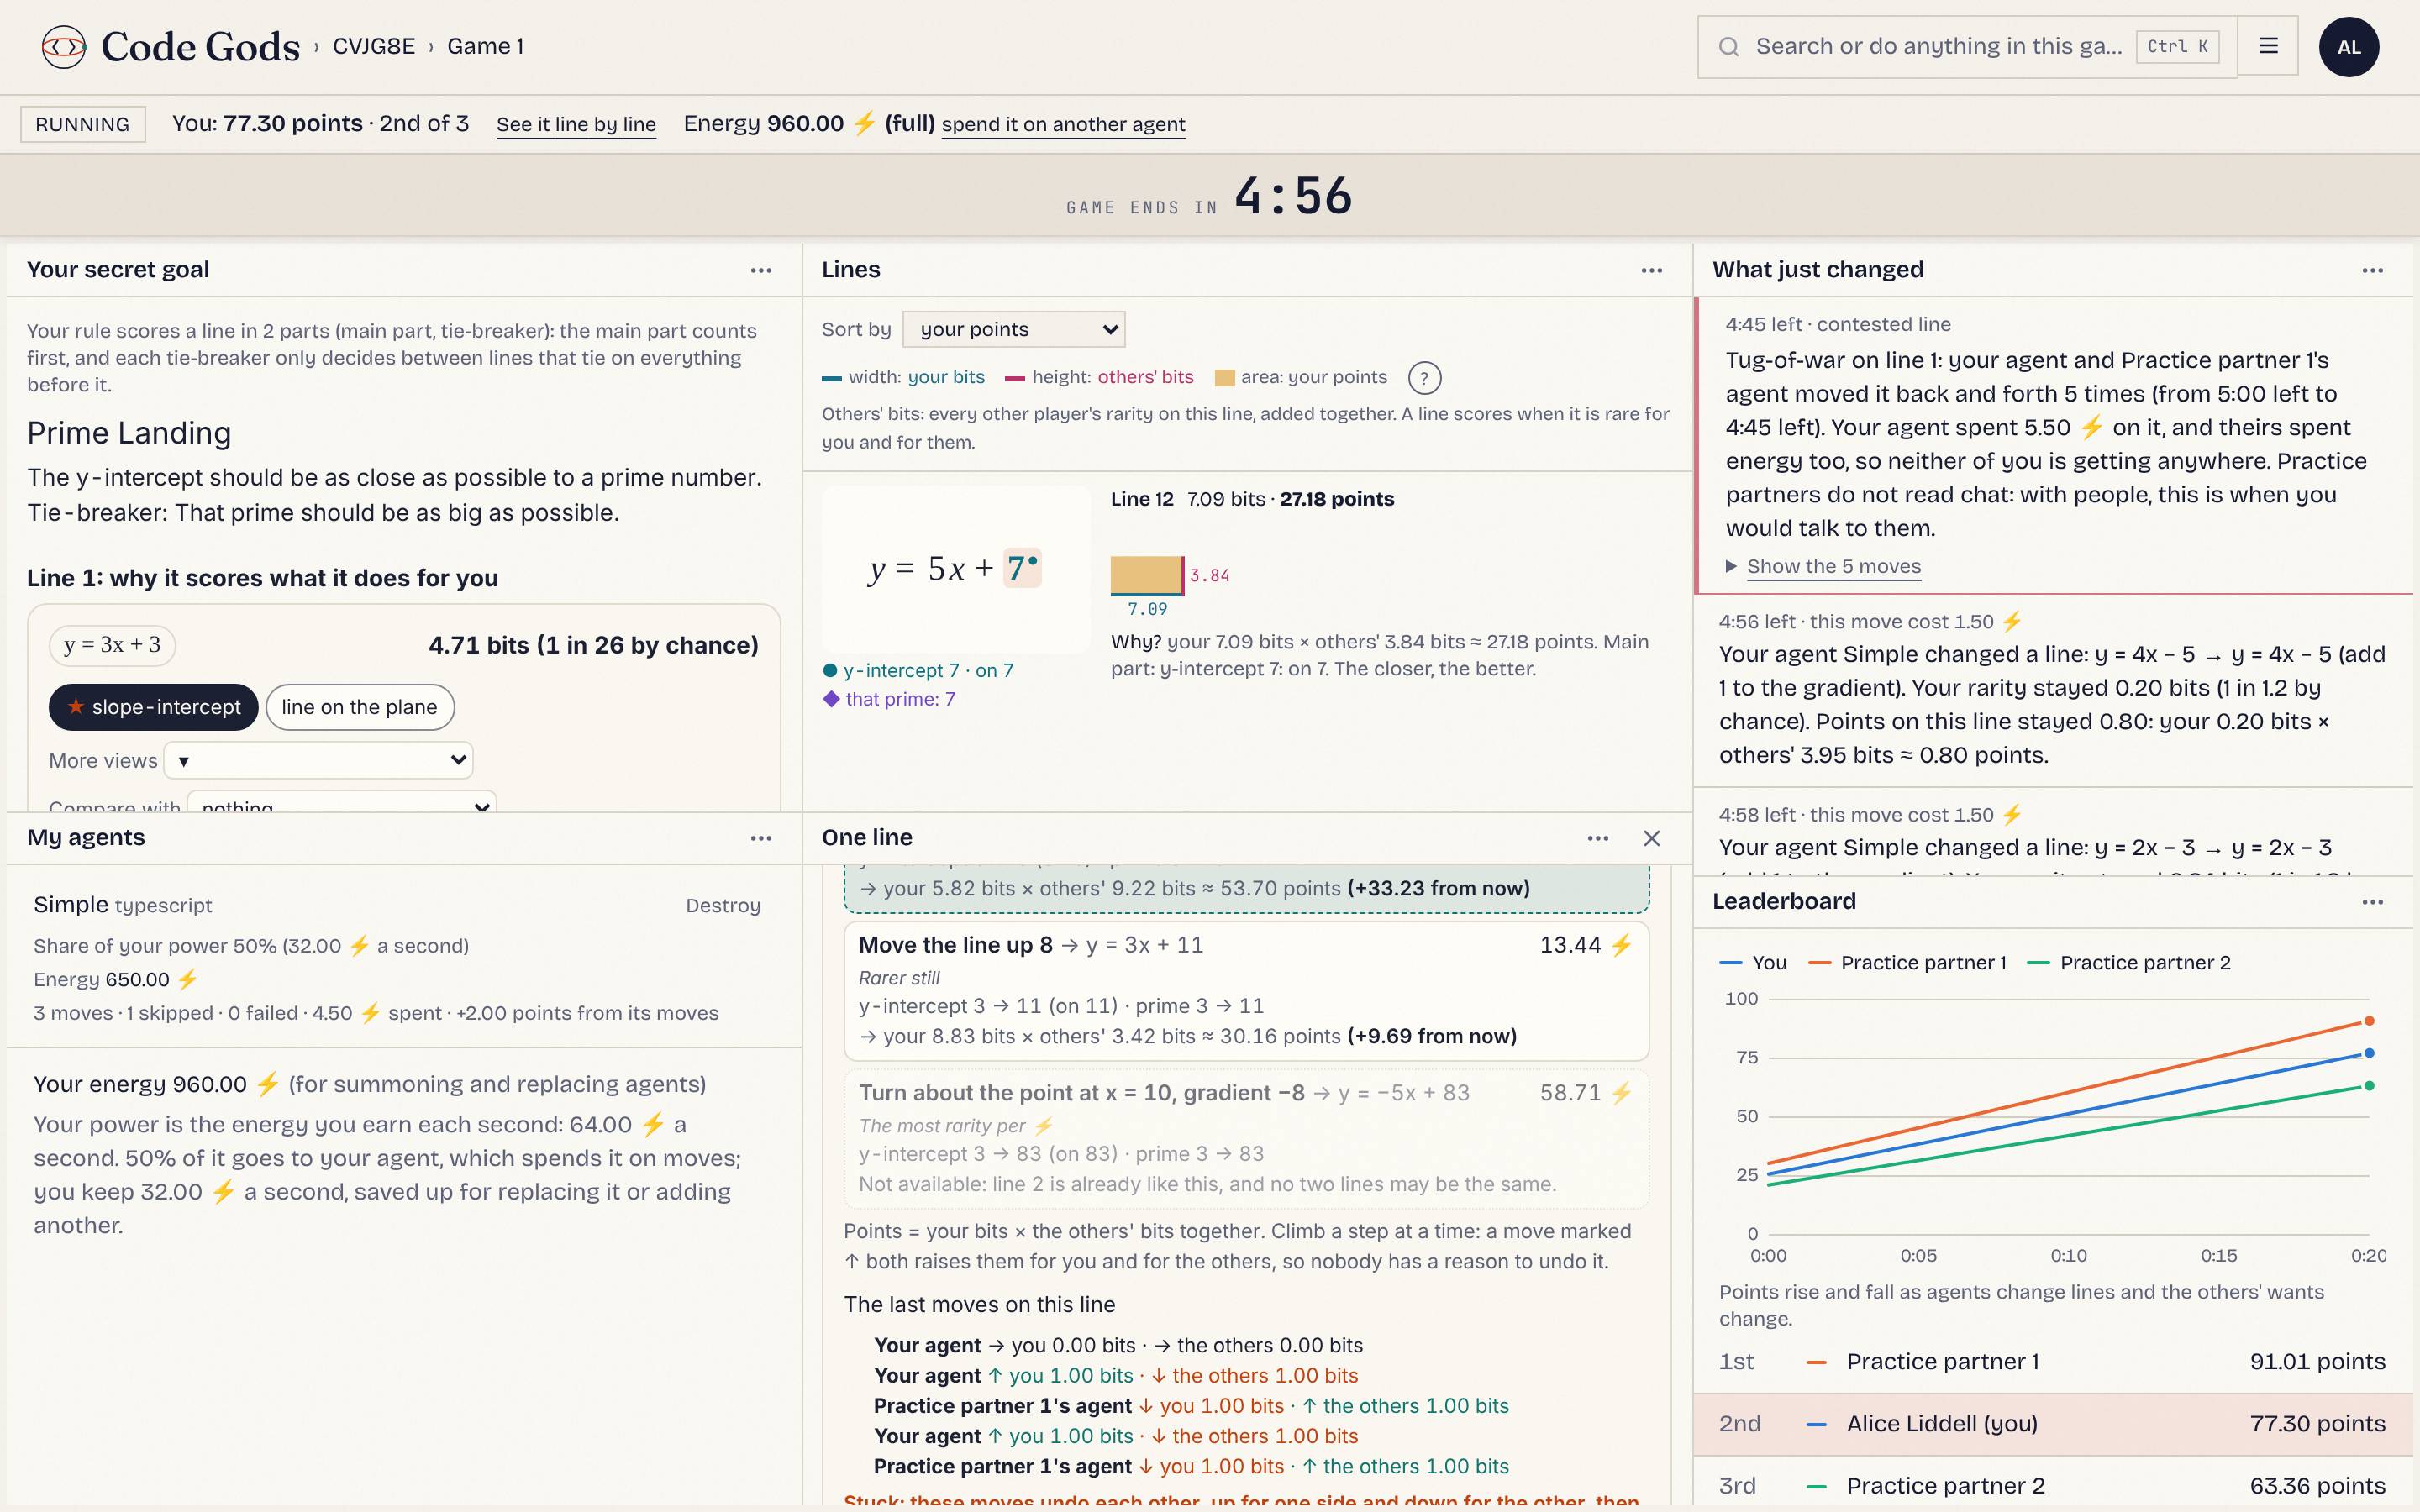 Code Gods › CVJG8E › Game 1
Search or do anything in this ga... Ctrl K
AL
RUNNING You: 77.30 points · 2nd of 3 See it line by line Energy 960.00 ⚡ (full) spend it on another agent
GAME ENDS IN 4:56
Your secret goal
Your rule scores a line in 2 parts (main part, tie-breaker): the main part counts
first, and each tie-breaker only decides between lines that tie on everything
before it.
Prime Landing
The y-intercept should be as close as possible to a prime number.
Tie-breaker: That prime should be as big as possible.
Line 1: why it scores what it does for you
y = 3x + 3 4.71 bits (1 in 26 by chance)
★ slope-intercept line on the plane
More views ▾
Compare with nothing
My agents
Simple typescript Destroy
Share of your power 50% (32.00 ⚡ a second)
Energy 650.00 ⚡
3 moves · 1 skipped · 0 failed · 4.50 ⚡ spent · +2.00 points from its moves
Your energy 960.00 ⚡ (for summoning and replacing agents)
Your power is the energy you earn each second: 64.00 ⚡ a
second. 50% of it goes to your agent, which spends it on moves;
you keep 32.00 ⚡ a second, saved up for replacing it or adding
another.
Lines
Sort by your points
width: your bits height: others' bits area: your points ?
Others' bits: every other player's rarity on this line, added together. A line scores when it is rare for
you and for them.
y = 5x + 7
Line 12 7.09 bits · 27.18 points
3.84
7.09
Why? your 7.09 bits × others' 3.84 bits ≈ 27.18 points. Main
part: y-intercept 7: on 7. The closer, the better.
y-intercept 7 · on 7
that prime: 7
One line
→ your 5.82 bits × others' 9.22 bits ≈ 53.70 points (+33.23 from now)
Move the line up 8 → y = 3x + 11 13.44 ⚡
Rarer still
y-intercept 3 → 11 (on 11) · prime 3 → 11
→ your 8.83 bits × others' 3.42 bits ≈ 30.16 points (+9.69 from now)
Turn about the point at x = 10, gradient −8 → y = −5x + 83 58.71 ⚡
The most rarity per ⚡
y-intercept 3 → 83 (on 83) · prime 3 → 83
Not available: line 2 is already like this, and no two lines may be the same.
Points = your bits × the others' bits together. Climb a step at a time: a move marked
↑ both raises them for you and for the others, so nobody has a reason to undo it.
The last moves on this line
Your agent → you 0.00 bits · → the others 0.00 bits
Your agent ↑ you 1.00 bits · ↓ the others 1.00 bits
Practice partner 1's agent ↓ you 1.00 bits · ↑ the others 1.00 bits
Your agent ↑ you 1.00 bits · ↓ the others 1.00 bits
Practice partner 1's agent ↓ you 1.00 bits · ↑ the others 1.00 bits
Stuck: these moves undo each other, up for one side and down for the other, then
What just changed
4:45 left · contested line
Tug-of-war on line 1: your agent and Practice partner 1's
agent moved it back and forth 5 times (from 5:00 left to
4:45 left). Your agent spent 5.50 ⚡ on it, and theirs spent
energy too, so neither of you is getting anywhere. Practice
partners do not read chat: with people, this is when you
would talk to them.
▶ Show the 5 moves
4:56 left · this move cost 1.50 ⚡
Your agent Simple changed a line: y = 4x − 5 → y = 4x − 5 (add
1 to the gradient). Your rarity stayed 0.20 bits (1 in 1.2 by
chance). Points on this line stayed 0.80: your 0.20 bits ×
others' 3.95 bits ≈ 0.80 points.
4:58 left · this move cost 1.50 ⚡
Your agent Simple changed a line: y = 2x − 3 → y = 2x − 3
Leaderboard
You Practice partner 1 Practice partner 2
100
75
50
25
0
0:00 0:05 0:10 0:15 0:20
Points rise and fall as agents change lines and the others' wants
change.
1st Practice partner 1 91.01 points
2nd Alice Liddell (you) 77.30 points
3rd Practice partner 2 63.36 points